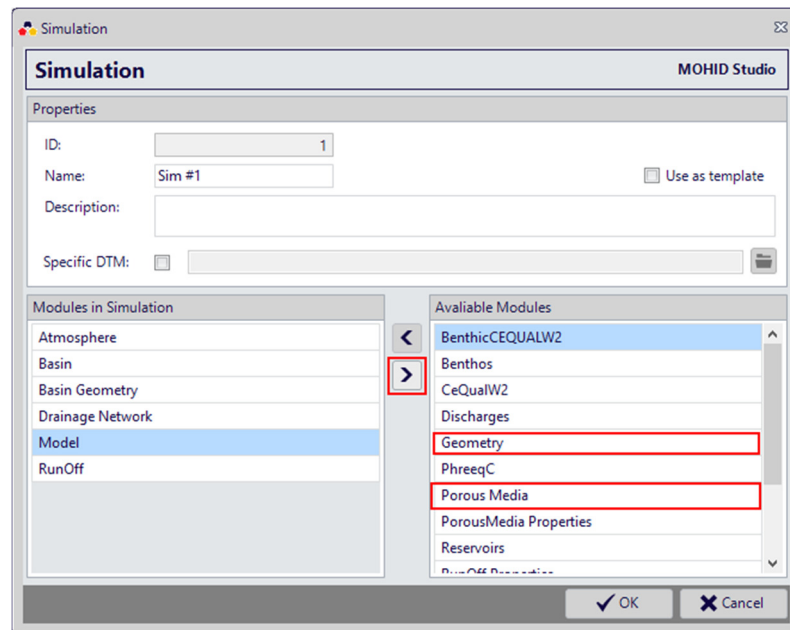 Simulation
Simulation MOHID Studio
Properties
ID: 1
Name: Sim #1 Use as template
Description:
Specific DTM:
Modules in Simulation
Atmosphere
Basin
Basin Geometry
Drainage Network
Model
RunOff
Avaliable Modules
BenthicCEQUALW2
Benthos
CeQualW2
Discharges
Geometry
PhreeqC
Porous Media
PorousMedia Properties
Reservoirs
RunOff Properties
OK Cancel